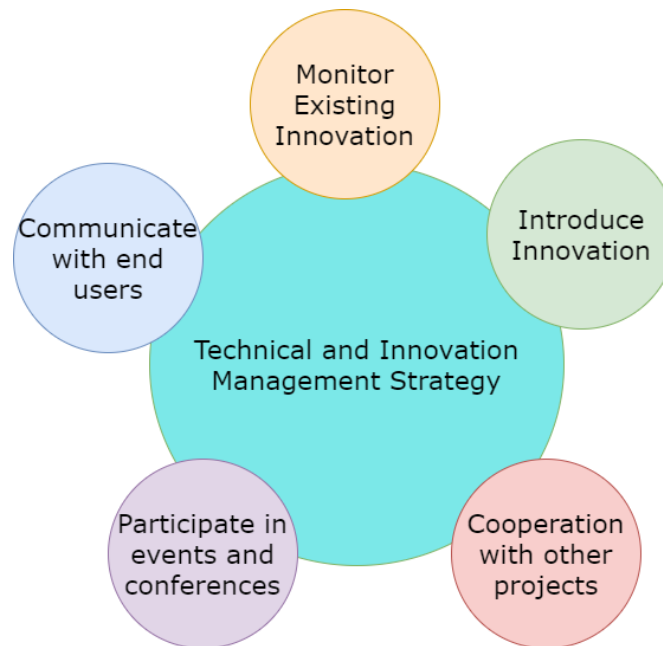 Monitor
Existing
Innovation
Introduce
Innovation
Communicate
with end
users
Technical and Innovation
Management Strategy
Participate in
events and
conferences
Cooperation
with other
projects